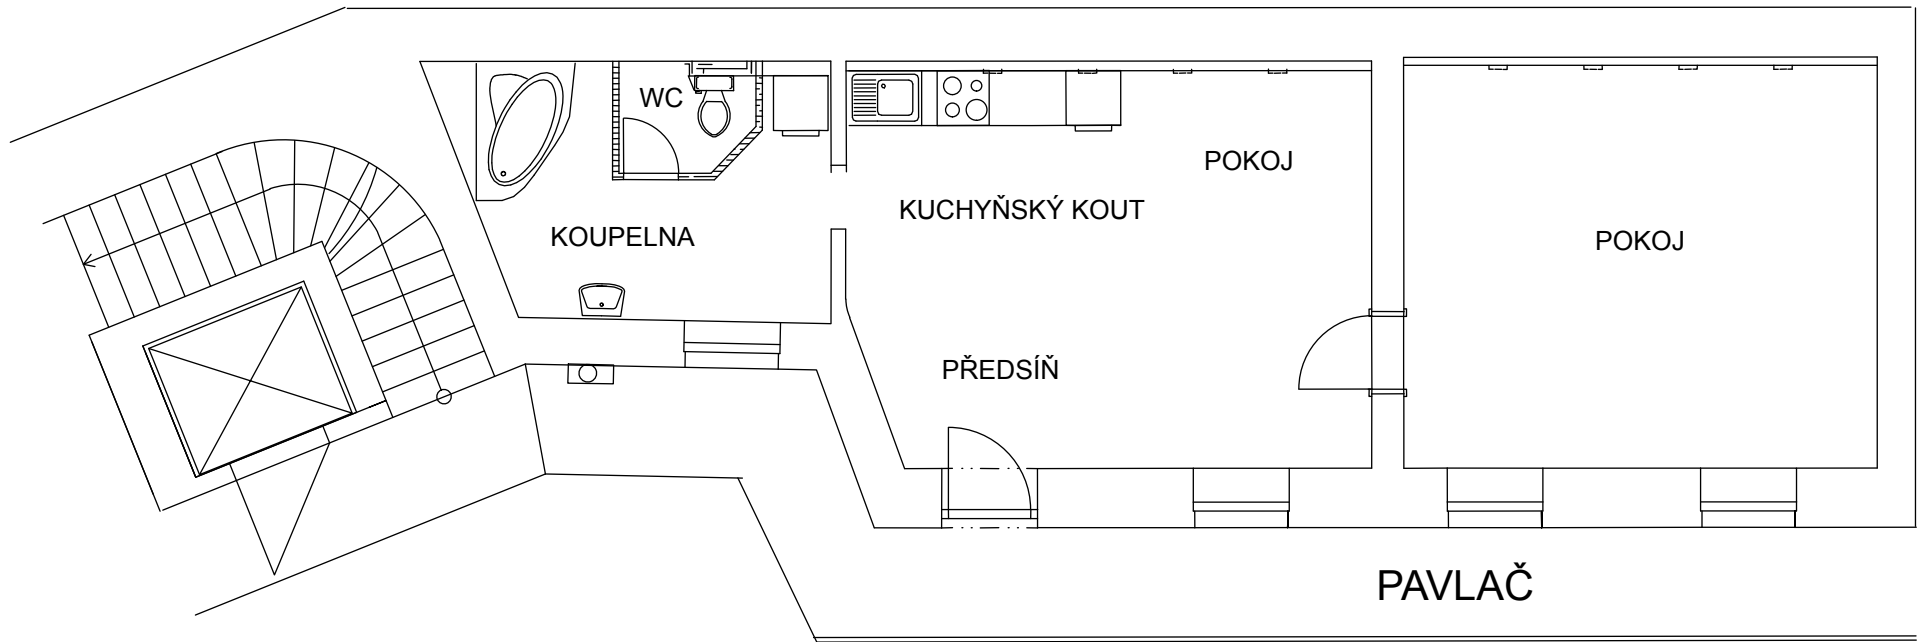 WC
POKOJ
KUCHYŇSKÝ KOUT
KOUPELNA
POKOJ
PŘEDSÍŇ
PAVLAČ